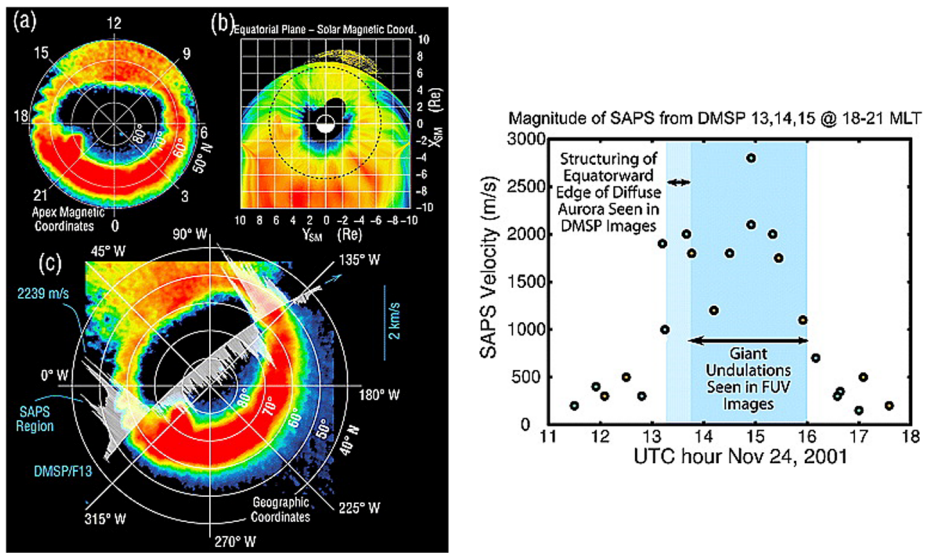 (a)
12
15
9
18
6
80°
70°
60°
50° N
21
3
Apex Magnetic
Coordinates
0
(b)
Equatorial Plane – Solar Magnetic Coord.
10
8
6
4
2
0
-2
-4
-6
-8
-10
X_SM (Re)
10 8 6 4 2 0 -2 -4 -6 -8 -10
Y_SM (Re)
(c)
90° W
45° W
135° W
2239 m/s
2 km/s
0° W
180° W
SAPS
Region
80°
70°
60°
50°
40° N
DMSP/F13
Geographic
Coordinates
315° W
225° W
270° W
Magnitude of SAPS from DMSP 13,14,15 @ 18-21 MLT
3000
2500
2000
1500
1000
500
0
SAPS Velocity (m/s)
Structuring of
Equatorward
Edge of Diffuse
Aurora Seen in
DMSP Images
Giant
Undulations
Seen in FUV
Images
11 12 13 14 15 16 17 18
UTC hour Nov 24, 2001